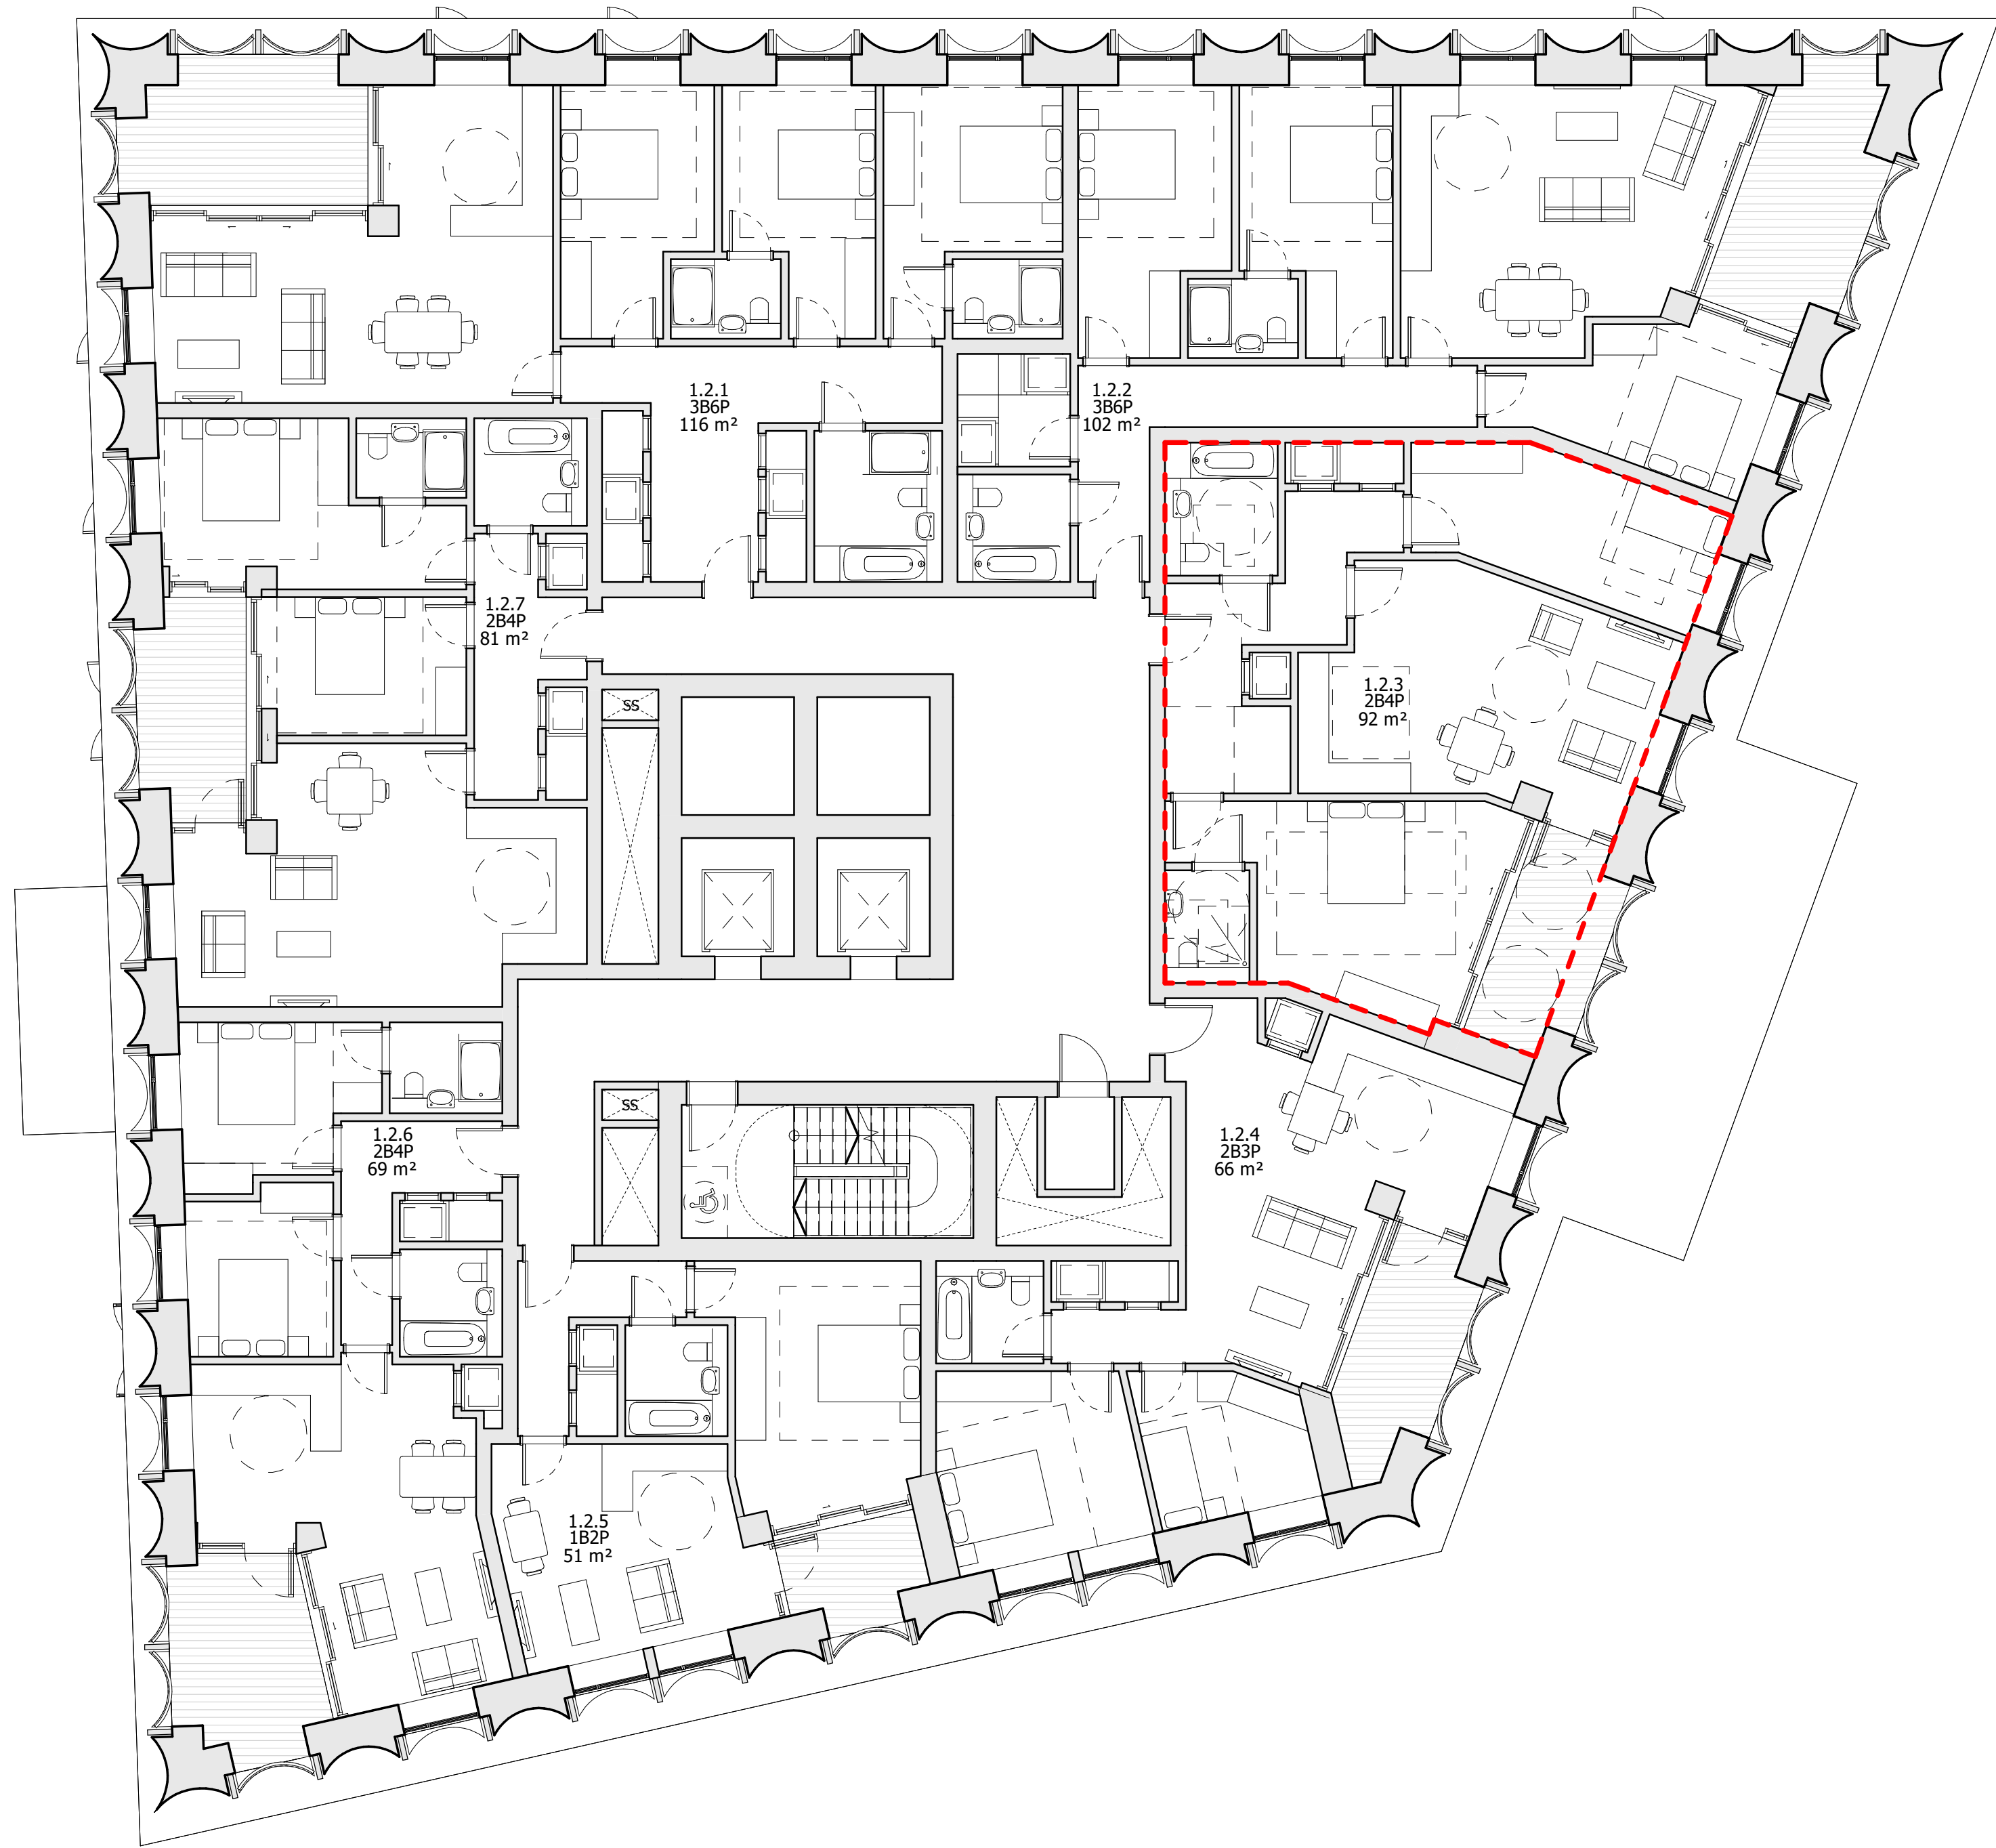 1.2.1
3B6P
116 m²
1.2.2
3B6P
102 m²
1.2.7
2B4P
81 m²
1.2.3
2B4P
92 m²
SS
SS
1.2.6
2B4P
69 m²
1.2.4
2B3P
66 m²
1.2.5
1B2P
51 m²